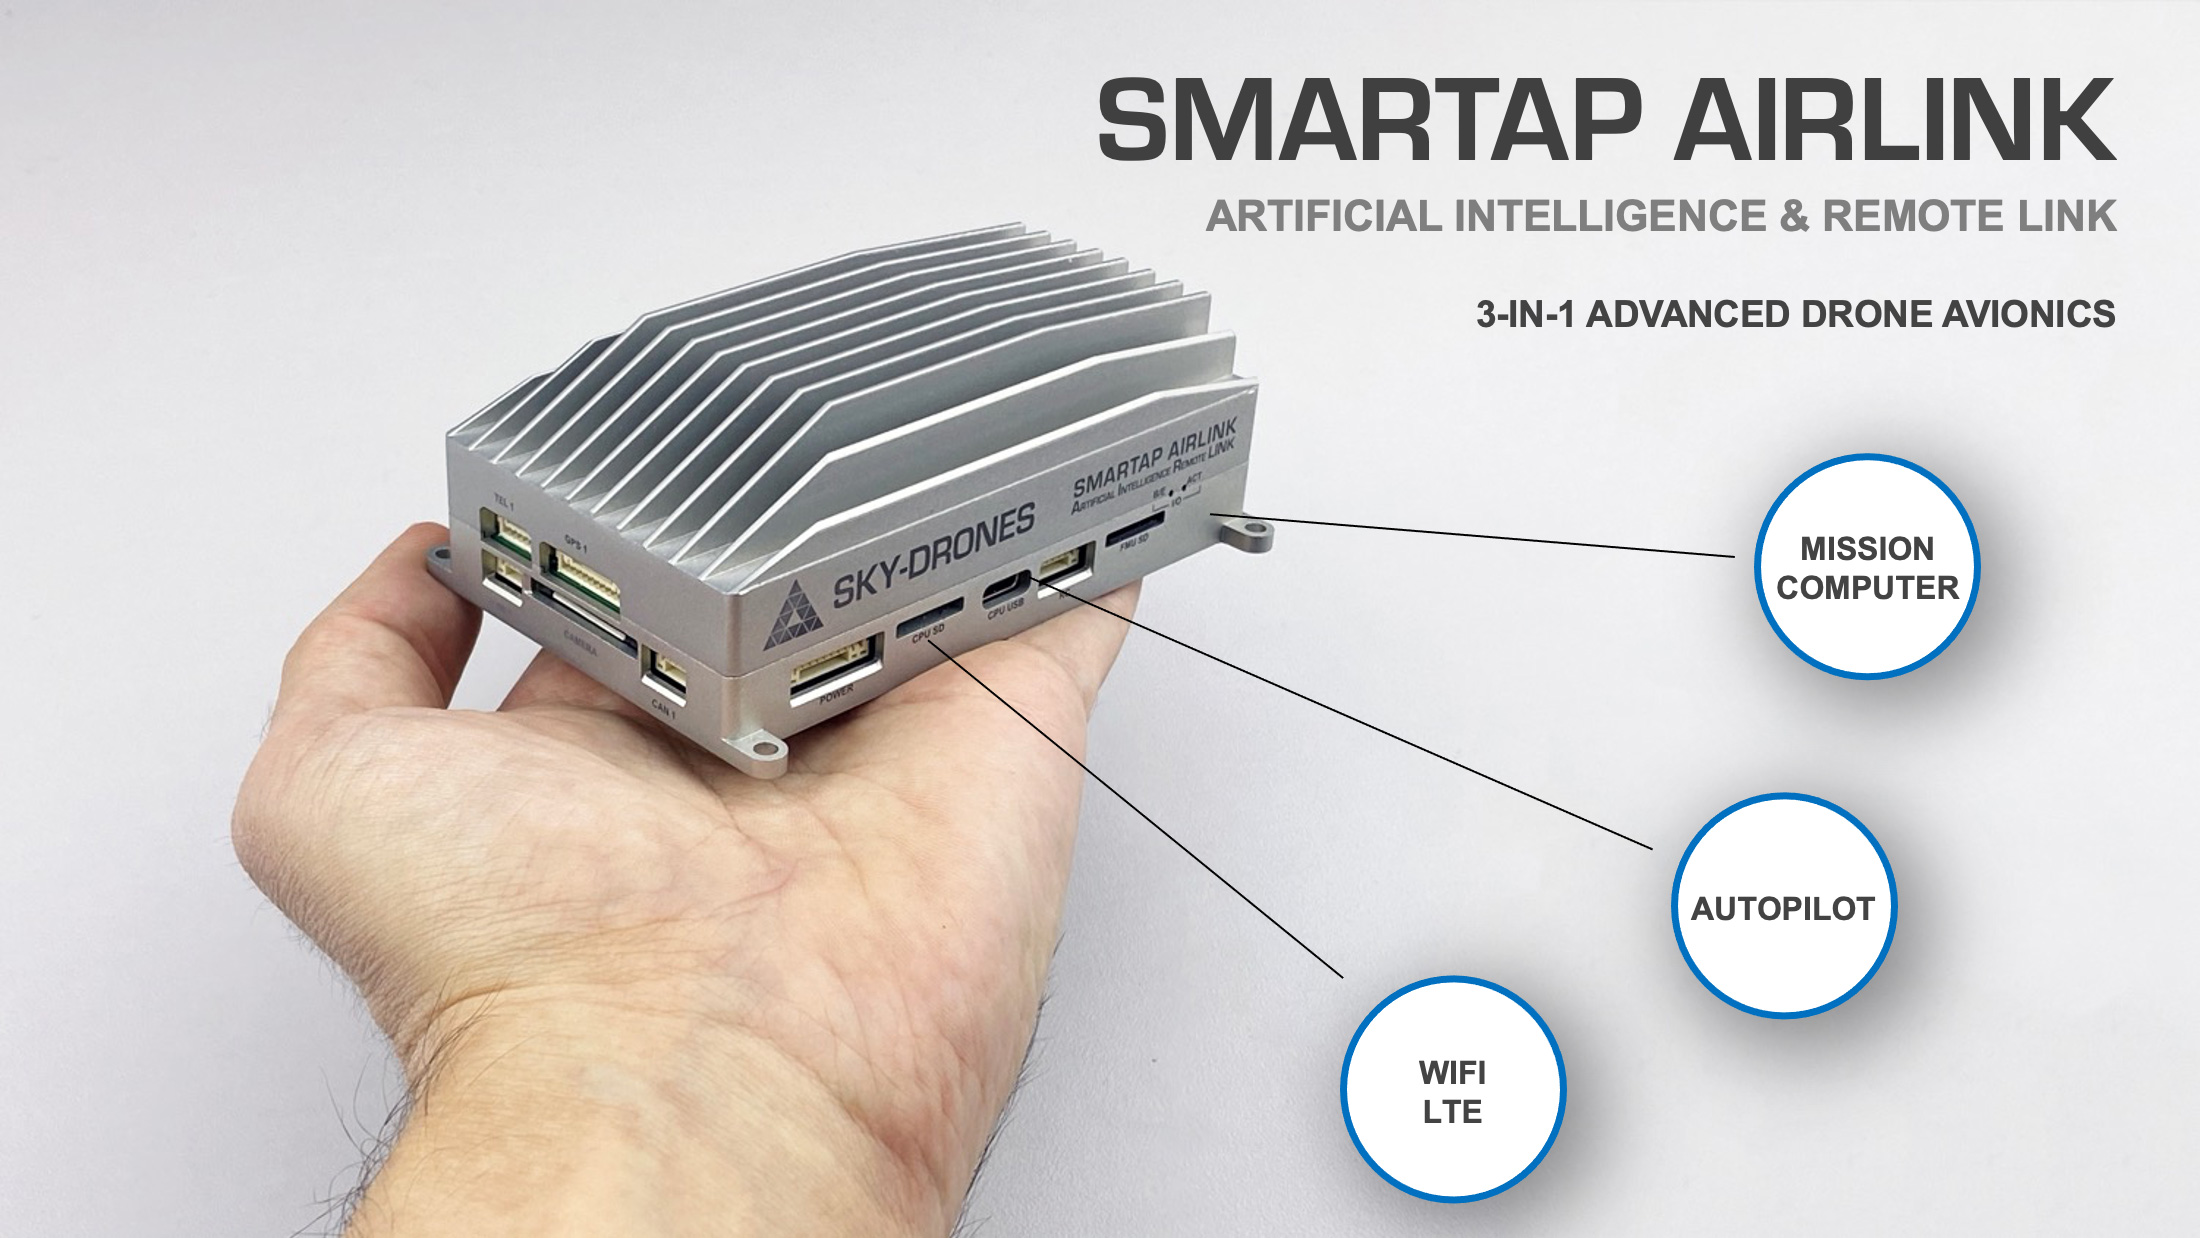 SMARTAP AIRLINK
ARTIFICIAL INTELLIGENCE & REMOTE LINK
3-IN-1 ADVANCED DRONE AVIONICS
SMARTAP AIRLINK
ARTIFICIAL INTELLIGENCE REMOTE LINK
B/E ACT
I/O
TEL 1
GPS 1
SKY-DRONES
FMU SD
CPU USB
CPU SD
CAMERA
POWER
CAN 1
MISSION
COMPUTER
AUTOPILOT
WIFI
LTE